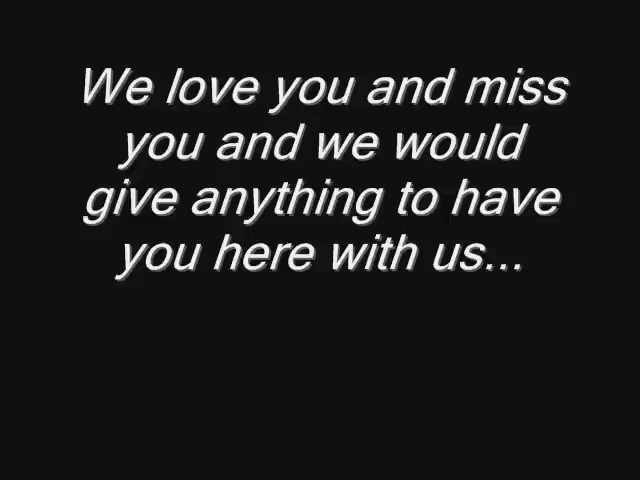 We love you and miss
you and we would
give anything to have
you here with us...